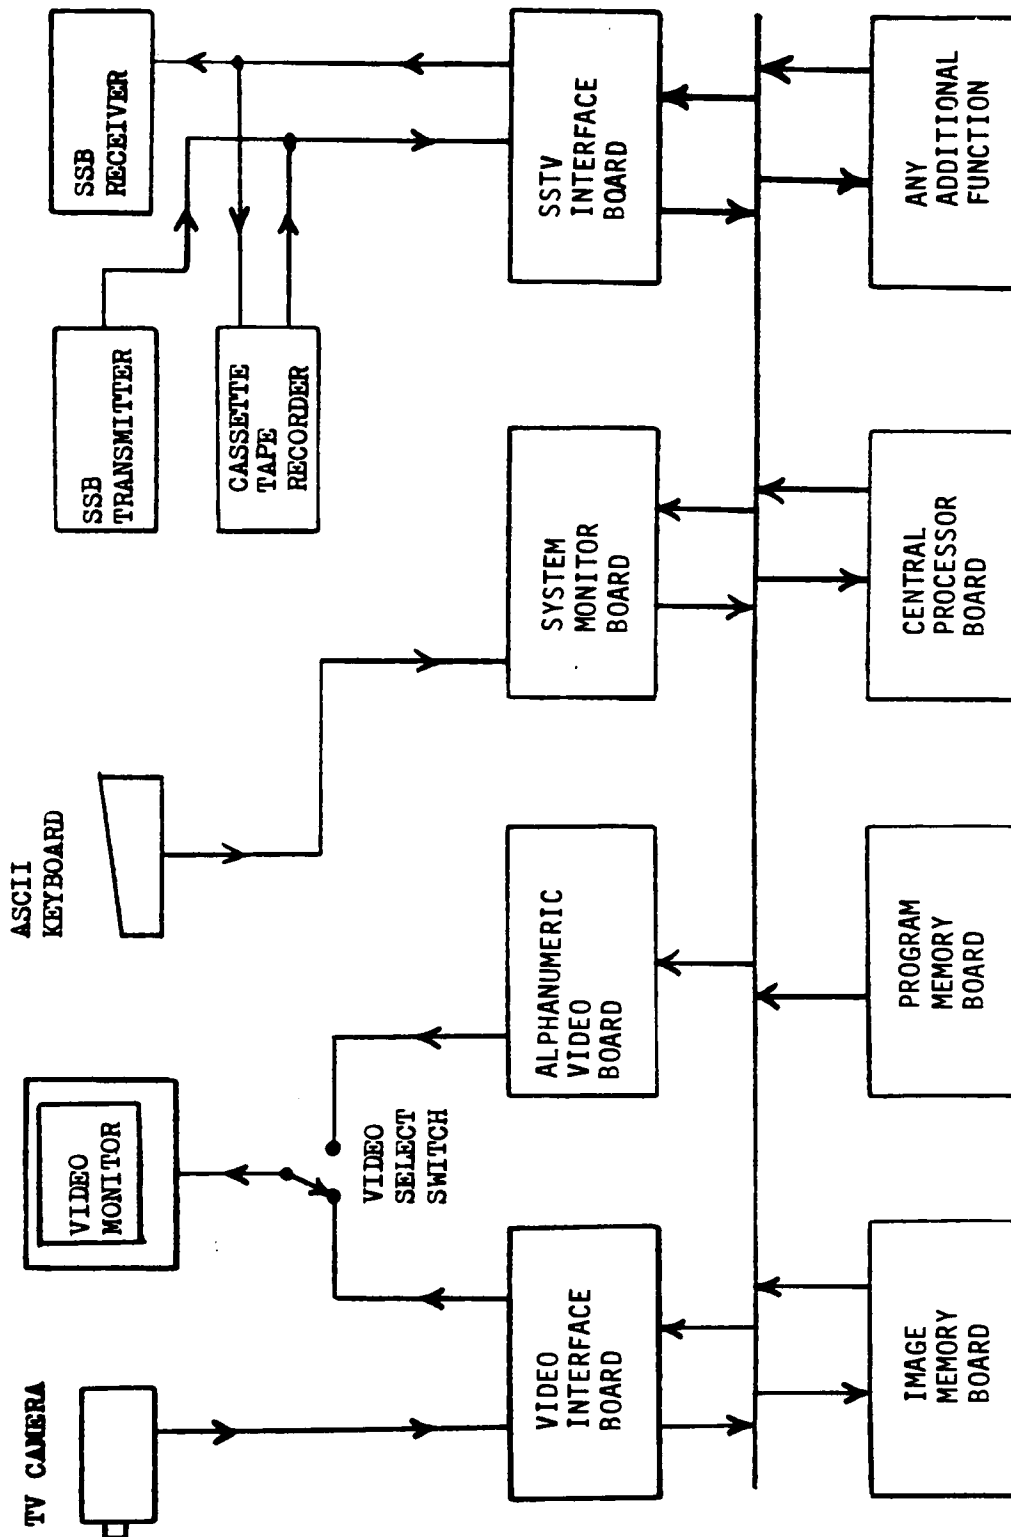 TV CAMERA
VIDEO
MONITOR
ASCII
KEYBOARD
SSB
TRANSMITTER
SSB
RECEIVER
CASSETTE
TAPE
RECORDER
VIDEO
SELECT
SWITCH
VIDEO
INTERFACE
BOARD
ALPHANUMERIC
VIDEO
BOARD
SYSTEM
MONITOR
BOARD
SSTV
INTERFACE
BOARD
IMAGE
MEMORY
BOARD
PROGRAM
MEMORY
BOARD
CENTRAL
PROCESSOR
BOARD
ANY
ADDITIONAL
FUNCTION